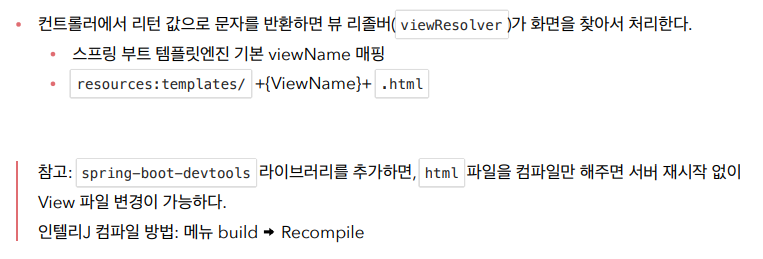 컨트롤러에서 리턴 값으로 문자를 반환하면 뷰 리졸버( viewResolver )가 화면을 찾아서 처리한다.
스프링 부트 템플릿엔진 기본 viewName 매핑
resources:templates/ +{ViewName}+ .html
참고: spring-boot-devtools 라이브러리를 추가하면, html 파일을 컴파일만 해주면 서버 재시작 없이
View 파일 변경이 가능하다.
인텔리J 컴파일 방법: 메뉴 build → Recompile